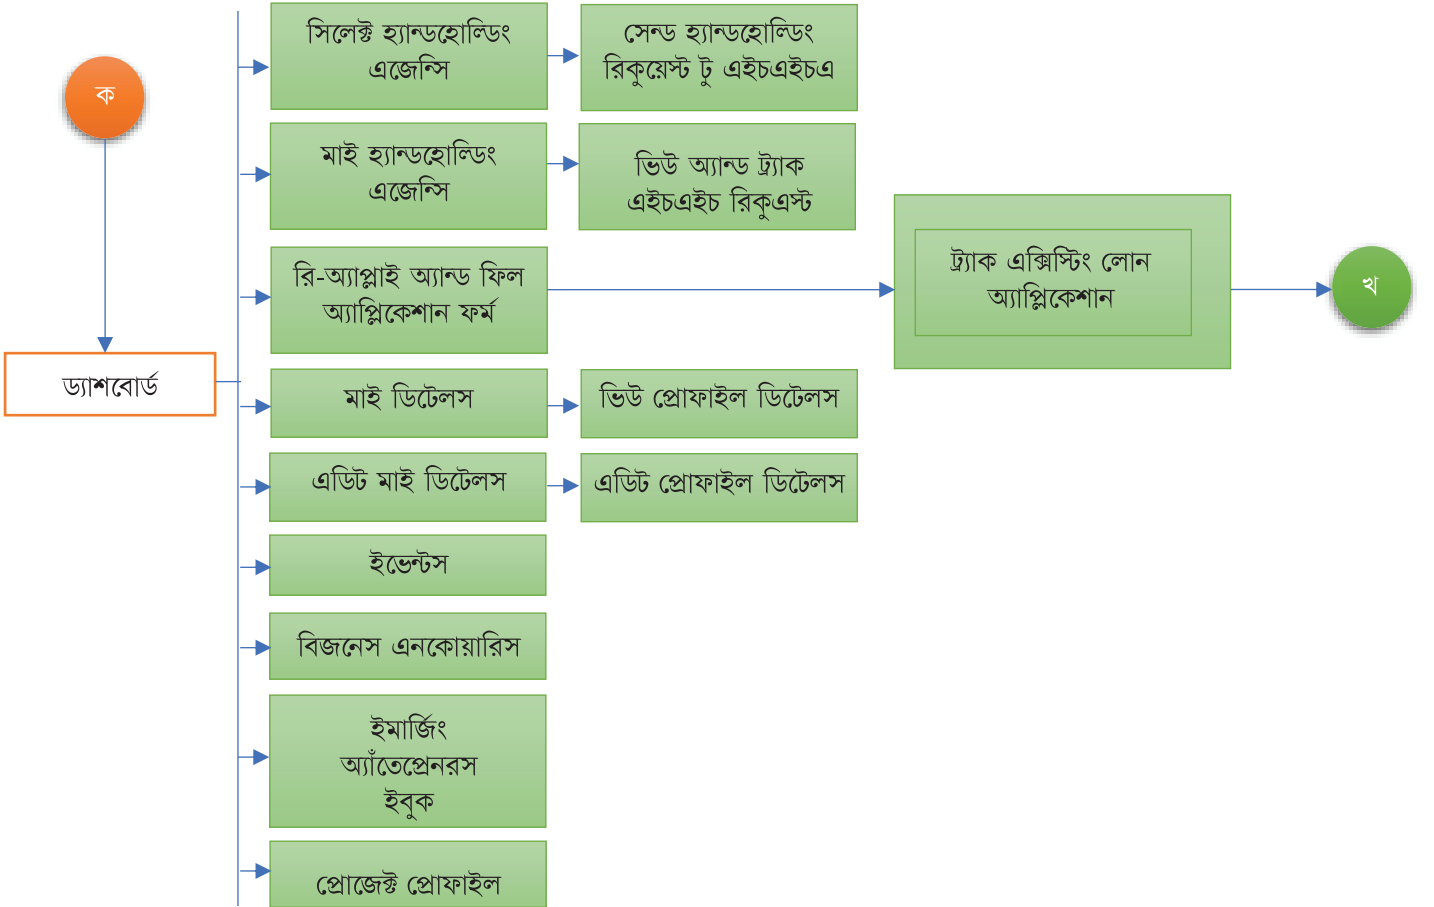 ক
ড্যাশবোর্ড
সিলেক্ট হ্যান্ডহোল্ডিং
এজেন্সি
সেন্ড হ্যান্ডহোল্ডিং
রিকুয়েস্ট টু এইচএইচএ
মাই হ্যান্ডহোল্ডিং
এজেন্সি
ভিউ অ্যান্ড ট্র্যাক
এইচএইচ রিকুএস্ট
রি-অ্যাপ্লাই অ্যান্ড ফিল
অ্যাপ্লিকেশান ফর্ম
ট্র্যাক এক্সিস্টিং লোন
অ্যাপ্লিকেশান
খ
মাই ডিটেলস
ভিউ প্রোফাইল ডিটেলস
এডিট মাই ডিটেলস
এডিট প্রোফাইল ডিটেলস
ইভেন্টস
বিজনেস এনকোয়ারিস
ইমার্জিং
অ্যাঁতেপ্রেনরস
ইবুক
প্রোজেক্ট প্রোফাইল